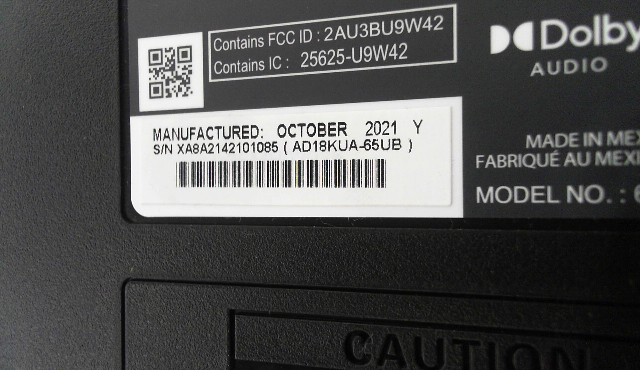 Contains FCC ID : 2AU3BU9W42
Contains IC : 25625-U9W42
Dolby
AUDIO
MANUFACTURED: OCTOBER 2021 Y
S/N XA8A2142101085 ( AD18KUA-65UB )
MADE IN MEX
FABRIQUÉ AU MEXI
MODEL NO. : 6
CAUTION